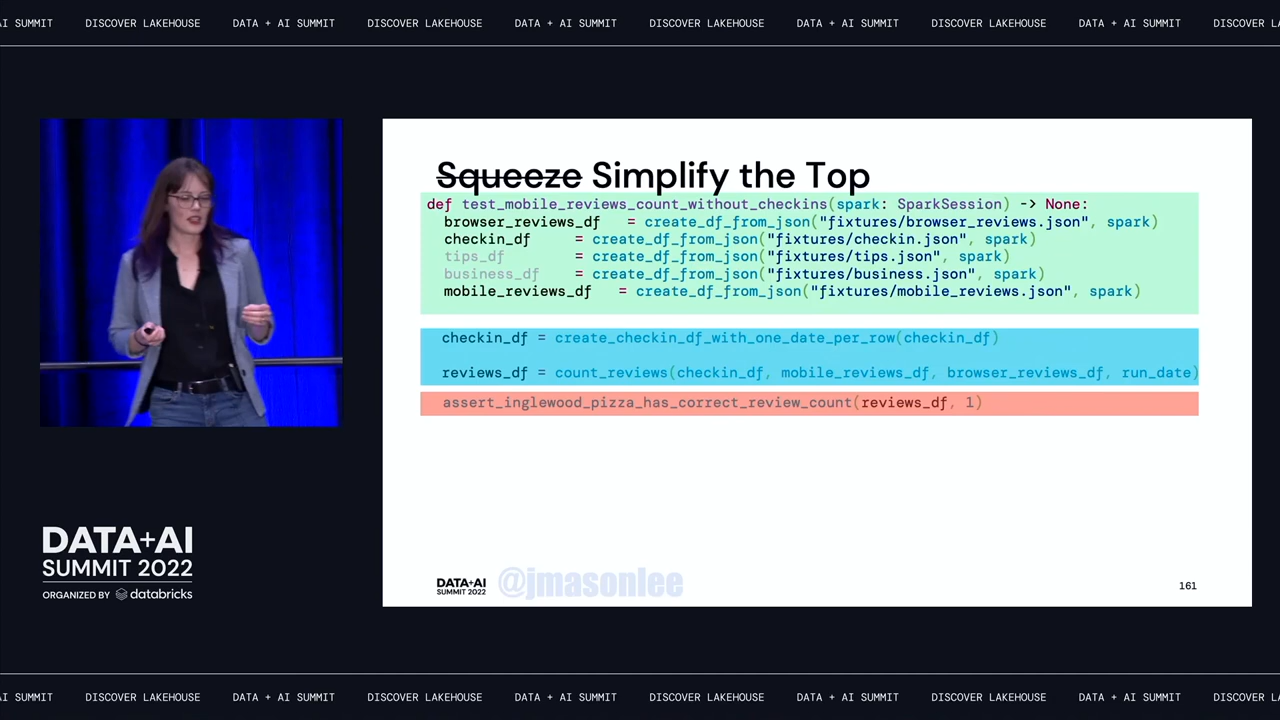 AI SUMMIT DISCOVER LAKEHOUSE DATA + AI SUMMIT DISCOVER LAKEHOUSE DATA + AI SUMMIT DISCOVER LAKEHOUSE DATA + AI SUMMIT DISCOVER LAKEHOUSE DATA + AI SUMMIT DISCOVER
Squeeze Simplify the Top
def test_mobile_reviews_count_without_checkins(spark: SparkSession) -> None:
browser_reviews_df = create_df_from_json("fixtures/browser_reviews.json", spark)
checkin_df = create_df_from_json("fixtures/checkin.json", spark)
tips_df = create_df_from_json("fixtures/tips.json", spark)
business_df = create_df_from_json("fixtures/business.json", spark)
mobile_reviews_df = create_df_from_json("fixtures/mobile_reviews.json", spark)
checkin_df = create_checkin_df_with_one_date_per_row(checkin_df)
reviews_df = count_reviews(checkin_df, mobile_reviews_df, browser_reviews_df, run_date)
assert_inglewood_pizza_has_correct_review_count(reviews_df, 1)
DATA+AI
SUMMIT 2022
@jmasonlee
161
DATA+AI
SUMMIT 2022
ORGANIZED BY databricks
AI SUMMIT DISCOVER LAKEHOUSE DATA + AI SUMMIT DISCOVER LAKEHOUSE DATA + AI SUMMIT DISCOVER LAKEHOUSE DATA + AI SUMMIT DISCOVER LAKEHOUSE DATA + AI SUMMIT DISCOVER